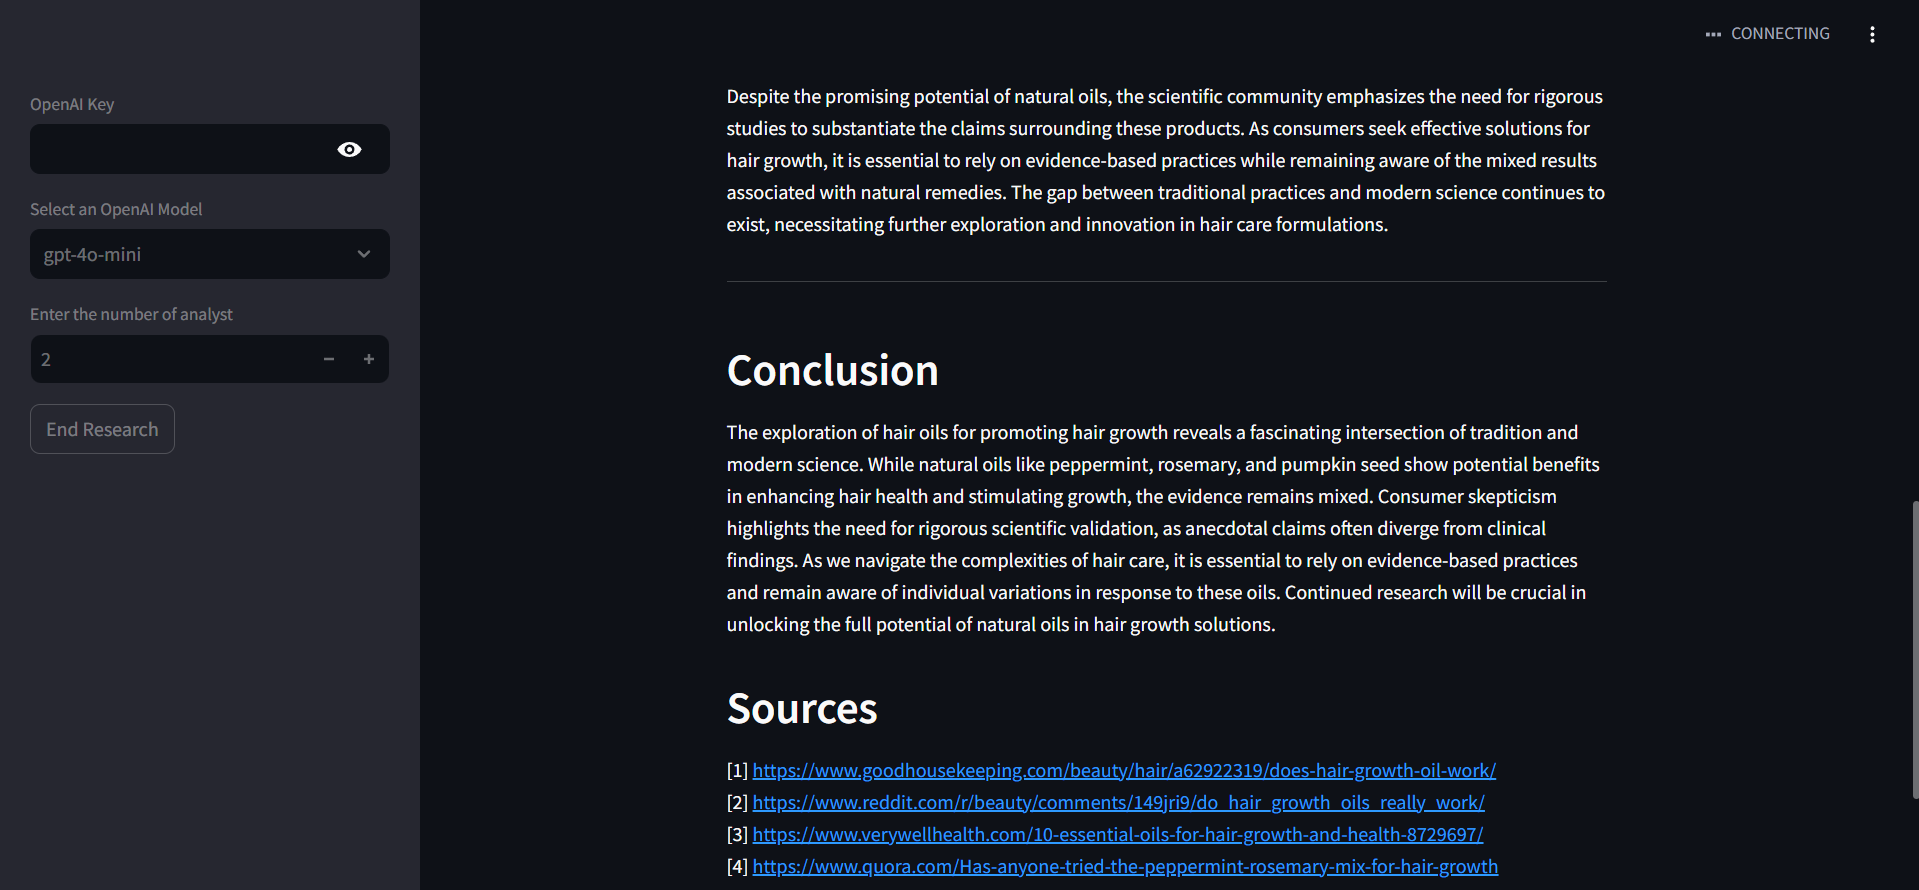 CONNECTING
OpenAI Key
Select an OpenAI Model
gpt-4o-mini
Enter the number of analyst
2
End Research
Despite the promising potential of natural oils, the scientific community emphasizes the need for rigorous
studies to substantiate the claims surrounding these products. As consumers seek effective solutions for
hair growth, it is essential to rely on evidence-based practices while remaining aware of the mixed results
associated with natural remedies. The gap between traditional practices and modern science continues to
exist, necessitating further exploration and innovation in hair care formulations.
Conclusion
The exploration of hair oils for promoting hair growth reveals a fascinating intersection of tradition and
modern science. While natural oils like peppermint, rosemary, and pumpkin seed show potential benefits
in enhancing hair health and stimulating growth, the evidence remains mixed. Consumer skepticism
highlights the need for rigorous scientific validation, as anecdotal claims often diverge from clinical
findings. As we navigate the complexities of hair care, it is essential to rely on evidence-based practices
and remain aware of individual variations in response to these oils. Continued research will be crucial in
unlocking the full potential of natural oils in hair growth solutions.
Sources
[1] https://www.goodhousekeeping.com/beauty/hair/a62922319/does-hair-growth-oil-work/
[2] https://www.reddit.com/r/beauty/comments/149jri9/do_hair_growth_oils_really_work/
[3] https://www.verywellhealth.com/10-essential-oils-for-hair-growth-and-health-8729697/
[4] https://www.quora.com/Has-anyone-tried-the-peppermint-rosemary-mix-for-hair-growth